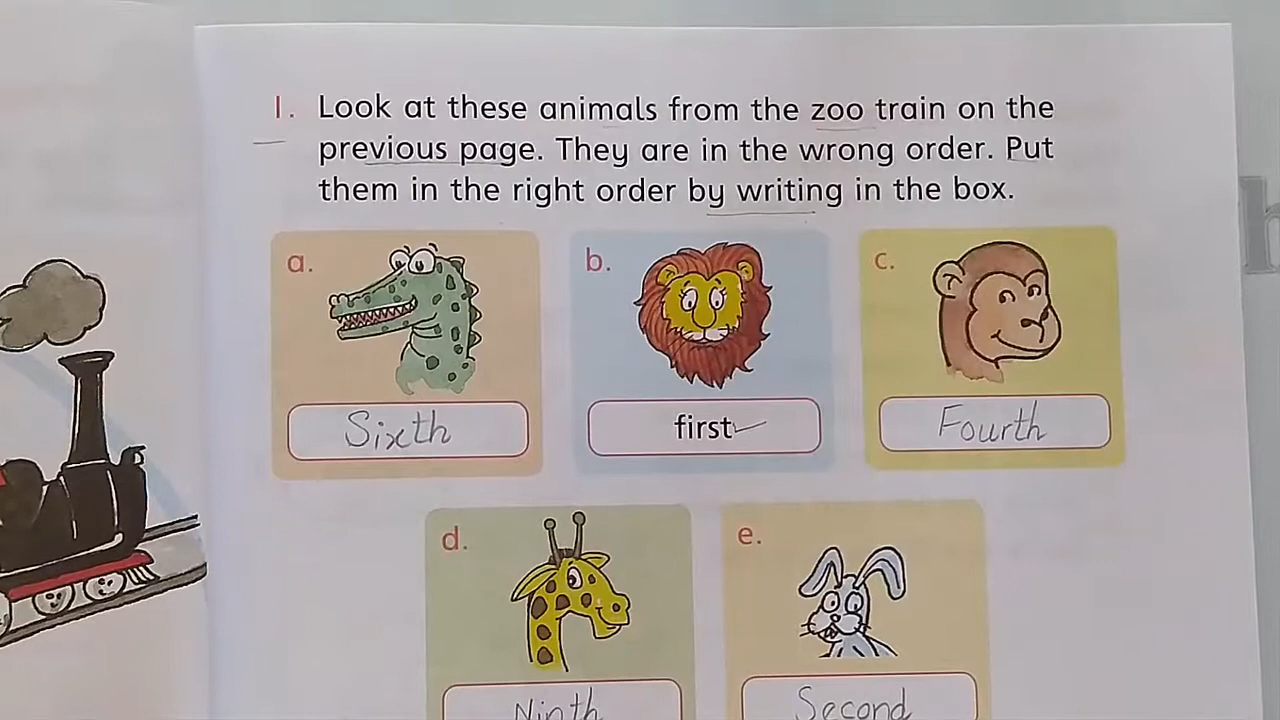 1. Look at these animals from the zoo train on the
previous page. They are in the wrong order. Put
them in the right order by writing in the box.
a.
b.
c.
Sixth
first
Fourth
d.
e.
Ninth
Second